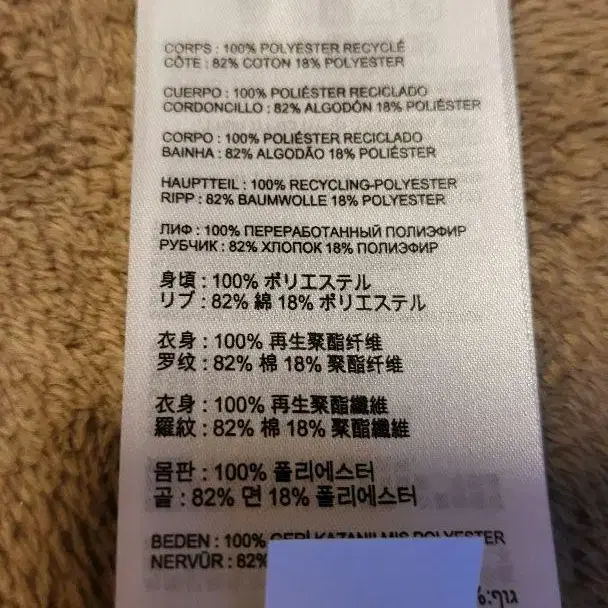 CORPS : 100% POLYESTER RECYCLÉ
CÔTE : 82% COTON 18% POLYESTER
CUERPO : 100% POLIÉSTER RECICLADO
CORDONCILLO : 82% ALGODÓN 18% POLIÉSTER
CORPO : 100% POLIÉSTER RECICLADO
BAINHA : 82% ALGODÃO 18% POLIÉSTER
HAUPTTEIL : 100% RECYCLING-POLYESTER
RIPP : 82% BAUMWOLLE 18% POLYESTER
ЛИФ : 100% ПЕРЕРАБОТАННЫЙ ПОЛИЭФИР
РУБЧИК : 82% ХЛОПОК 18% ПОЛИЭФИР
身頃 : 100% ポリエステル
リブ : 82% 綿 18% ポリエステル
衣身 : 100% 再生聚酯纤维
罗纹 : 82% 棉 18% 聚酯纤维
衣身 : 100% 再生聚酯纖維
羅紋 : 82% 棉 18% 聚酯纖維
몸판 : 100% 폴리에스터
골 : 82% 면 18% 폴리에스터
BEDEN : 100% GERİ KAZANILMIŞ POLYESTER
NERVÜR : 82%
גוף: